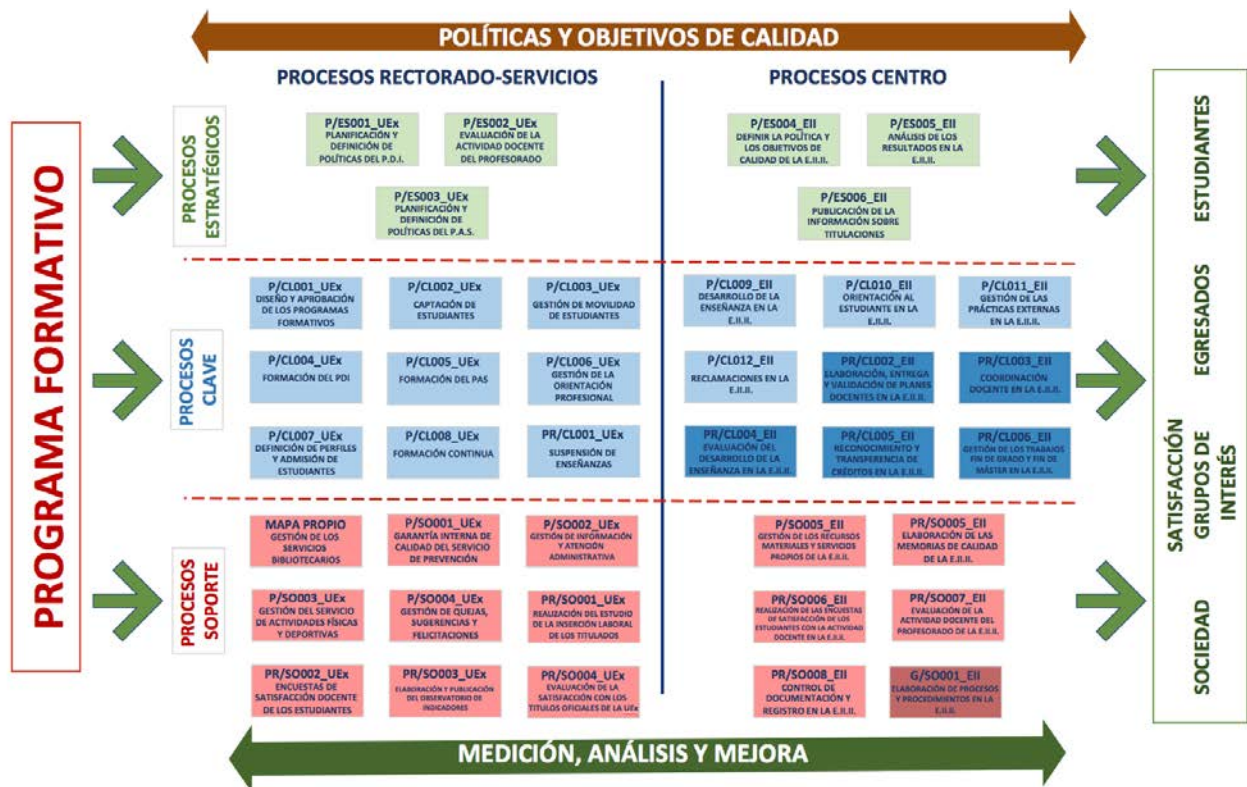 POLÍTICAS Y OBJETIVOS DE CALIDAD
PROCESOS RECTORADO-SERVICIOS
PROCESOS CENTRO
PROGRAMA FORMATIVO
PROCESOS
ESTRATÉGICOS
P/ES001_UEx
PLANIFICACIÓN Y
DEFINICIÓN DE
POLÍTICAS DEL P.D.I.
P/ES002_UEx
EVALUACIÓN DE LA
ACTIVIDAD DOCENTE
DEL PROFESORADO
P/ES003_UEx
PLANIFICACIÓN Y
DEFINICIÓN DE
POLÍTICAS DEL P.A.S.
P/ES004_EII
DEFINIR LA POLÍTICA Y
LOS OBJETIVOS DE
CALIDAD DE LA E.II.II.
P/ES005_EII
ANÁLISIS DE LOS
RESULTADOS EN LA
E.II.II.
P/ES006_EII
PUBLICACIÓN DE LA
INFORMACIÓN SOBRE
TITULACIONES
PROCESOS
CLAVE
P/CL001_UEx
DISEÑO Y APROBACIÓN
DE LOS PROGRAMAS
FORMATIVOS
P/CL002_UEx
CAPTACIÓN DE
ESTUDIANTES
P/CL003_UEx
GESTIÓN DE MOVILIDAD
DE ESTUDIANTES
P/CL004_UEx
FORMACIÓN DEL PDI
P/CL005_UEx
FORMACIÓN DEL PAS
P/CL006_UEx
GESTIÓN DE LA
ORIENTACIÓN
PROFESIONAL
P/CL007_UEx
DEFINICIÓN DE PERFILES
Y ADMISIÓN DE
ESTUDIANTES
P/CL008_UEx
FORMACIÓN CONTINUA
PR/CL001_UEx
SUSPENSIÓN DE
ENSEÑANZAS
P/CL009_EII
DESARROLLO DE LA
ENSEÑANZA EN LA E.II.II.
P/CL010_EII
ORIENTACIÓN AL
ESTUDIANTE EN LA
E.II.II.
P/CL011_EII
GESTIÓN DE LAS
PRÁCTICAS EXTERNAS
EN LA E.II.II.
P/CL012_EII
RECLAMACIONES EN LA
E.II.II.
PR/CL002_EII
ELABORACIÓN, ENTREGA
Y VALIDACIÓN DE PLANES
DOCENTES EN LA E.II.II.
PR/CL003_EII
COORDINACIÓN
DOCENTE EN LA E.II.II.
PR/CL004_EII
EVALUACIÓN DEL
DESARROLLO DE LA
ENSEÑANZA EN LA E.II.II.
PR/CL005_EII
RECONOCIMIENTO Y
TRANSFERENCIA DE
CRÉDITOS EN LA E.II.II.
PR/CL006_EII
GESTIÓN DE LOS TRABAJOS
FIN DE GRADO Y FIN DE
MÁSTER EN LA E.II.II.
PROCESOS
SOPORTE
MAPA PROPIO
GESTIÓN DE LOS
SERVICIOS
BIBLIOTECARIOS
P/SO001_UEx
GARANTÍA INTERNA DE
CALIDAD DEL SERVICIO
DE PREVENCIÓN
P/SO002_UEx
GESTIÓN DE INFORMACIÓN
Y ATENCIÓN
ADMINISTRATIVA
P/SO003_UEx
GESTIÓN DEL SERVICIO
DE ACTIVIDADES FÍSICAS
Y DEPORTIVAS
P/SO004_UEx
GESTIÓN DE QUEJAS,
SUGERENCIAS Y
FELICITACIONES
PR/SO001_UEx
REALIZACIÓN DEL ESTUDIO
DE LA INSERCIÓN LABORAL
DE LOS TITULADOS
PR/SO002_UEx
ENCUESTAS DE
SATISFACCIÓN DOCENTE
DE LOS ESTUDIANTES
PR/SO003_UEx
ELABORACIÓN Y PUBLICACIÓN
DEL OBSERVATORIO DE
INDICADORES
PR/SO004_UEx
EVALUACIÓN DE LA
SATISFACCIÓN CON LOS
TITULOS OFICIALES DE LA UEx
P/SO005_EII
GESTIÓN DE LOS RECURSOS
MATERIALES Y SERVICIOS
PROPIOS DE LA E.II.II.
PR/SO005_EII
ELABORACIÓN DE LAS
MEMORIAS DE CALIDAD
DE LA E.II.II.
PR/SO006_EII
REALIZACIÓN DE LAS ENCUESTAS
DE SATISFACCIÓN DE LOS
ESTUDIANTES CON LA ACTIVIDAD
DOCENTE EN LA E.II.II.
PR/SO007_EII
EVALUACIÓN DE LA
ACTIVIDAD DOCENTE DEL
PROFESORADO DE LA E.II.II.
PR/SO008_EII
CONTROL DE
DOCUMENTACIÓN Y
REGISTRO EN LA E.II.II.
G/SO001_EII
ELABORACIÓN DE PROCESOS
Y PROCEDIMIENTOS EN LA
E.II.II.
SATISFACCIÓN
GRUPOS DE
INTERÉS
ESTUDIANTES
EGRESADOS
SOCIEDAD
MEDICIÓN, ANÁLISIS Y MEJORA